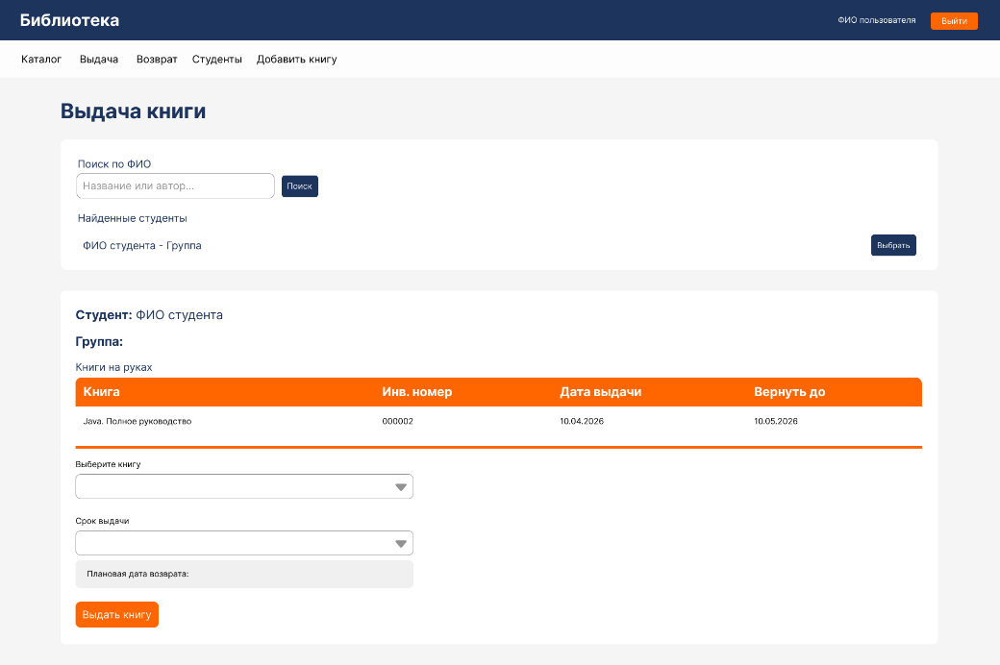 Библиотека
ФИО пользователя
Выйти
Каталог Выдача Возврат Студенты Добавить книгу
Выдача книги
Поиск по ФИО
Название или автор...
Поиск
Найденные студенты
ФИО студента - Группа
Выбрать
Студент: ФИО студента
Группа:
Книги на руках
Книга Инв. номер Дата выдачи Вернуть до
Java. Полное руководство 000002 10.04.2026 10.05.2026
Выберите книгу
Срок выдачи
Плановая дата возврата:
Выдать книгу